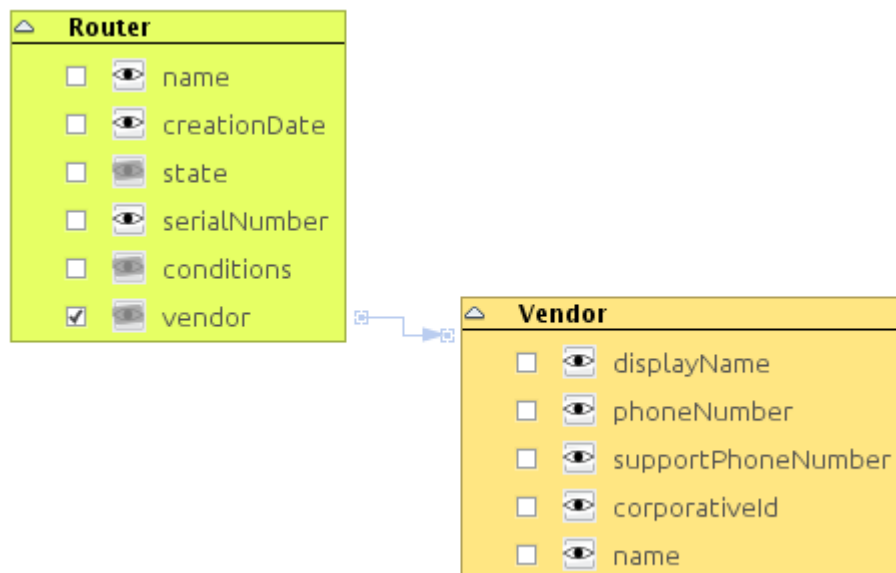 Router
name
creationDate
state
serialNumber
conditions
vendor
Vendor
displayName
phoneNumber
supportPhoneNumber
corporativeId
name